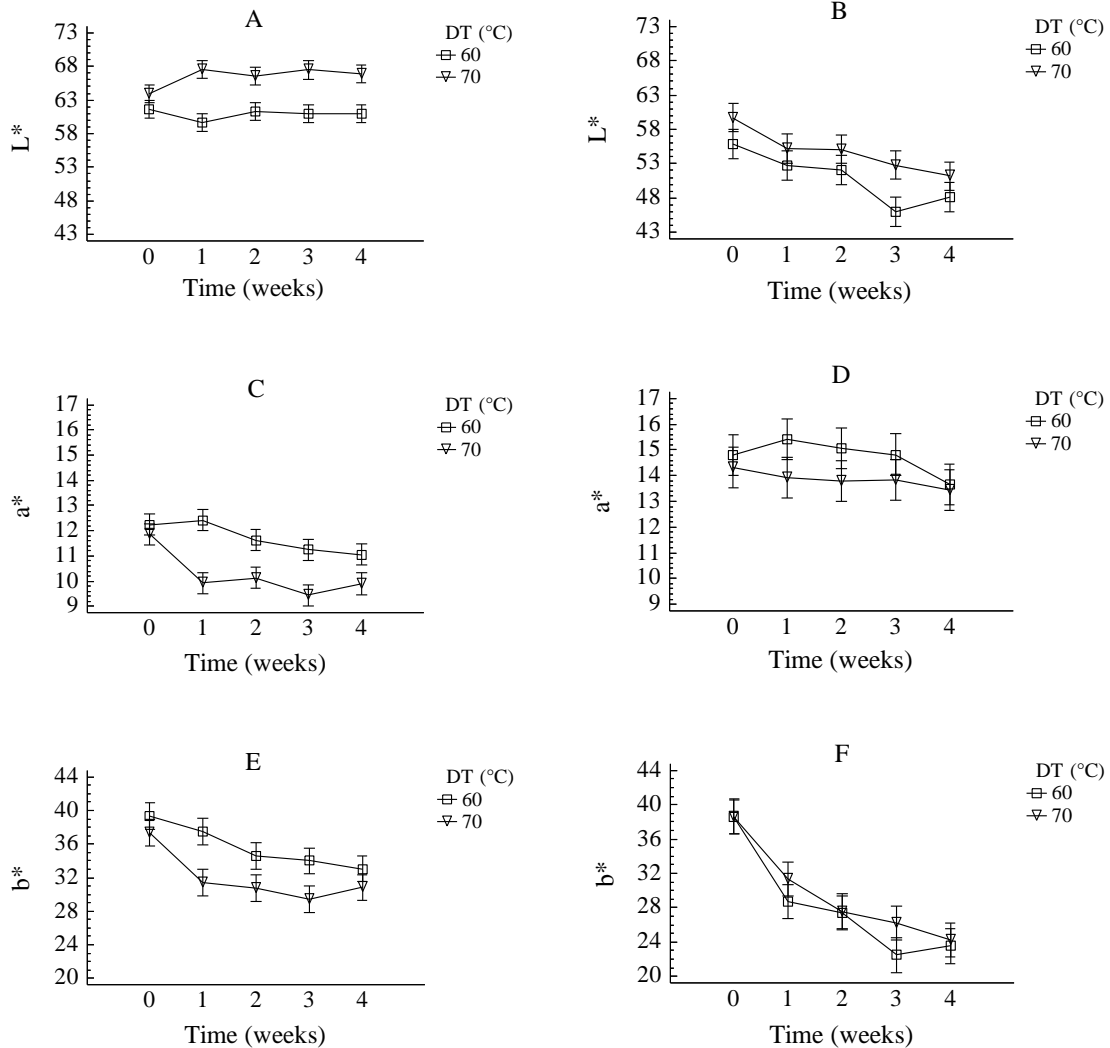 A
DT (°C)
60
70
73
68
63
58
53
48
43
L*
0 1 2 3 4
Time (weeks)
B
DT (°C)
60
70
73
68
63
58
53
48
43
L*
0 1 2 3 4
Time (weeks)
C
DT (°C)
60
70
17
16
15
14
13
12
11
10
9
a*
0 1 2 3 4
Time (weeks)
D
DT (°C)
60
70
17
16
15
14
13
12
11
10
9
a*
0 1 2 3 4
Time (weeks)
E
DT (°C)
60
70
44
40
36
32
28
24
20
b*
0 1 2 3 4
Time (weeks)
F
DT (°C)
60
70
44
40
36
32
28
24
20
b*
0 1 2 3 4
Time (weeks)